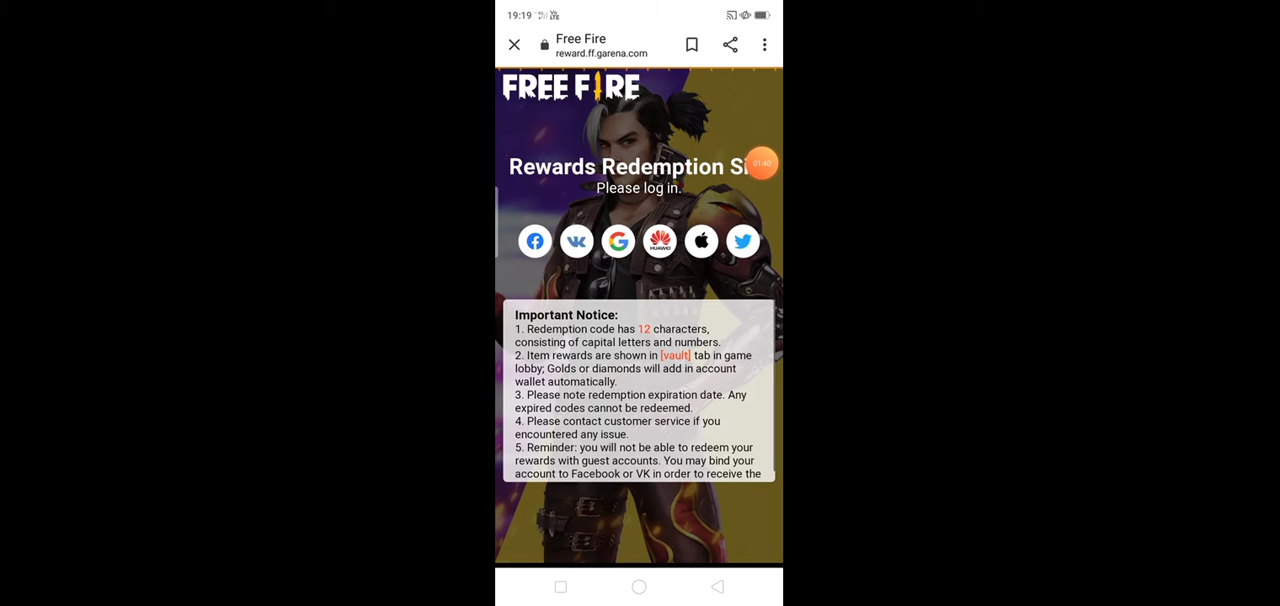 19:19 Vo LTE
Free Fire
reward.ff.garena.com
FREE FIRE
Rewards Redemption
01:40
Please log in.
HUAWEI
Important Notice:
1. Redemption code has 12 characters,
consisting of capital letters and numbers.
2. Item rewards are shown in [vault] tab in game
lobby; Golds or diamonds will add in account
wallet automatically.
3. Please note redemption expiration date. Any
expired codes cannot be redeemed.
4. Please contact customer service if you
encountered any issue.
5. Reminder: you will not be able to redeem your
rewards with guest accounts. You may bind your
account to Facebook or VK in order to receive the